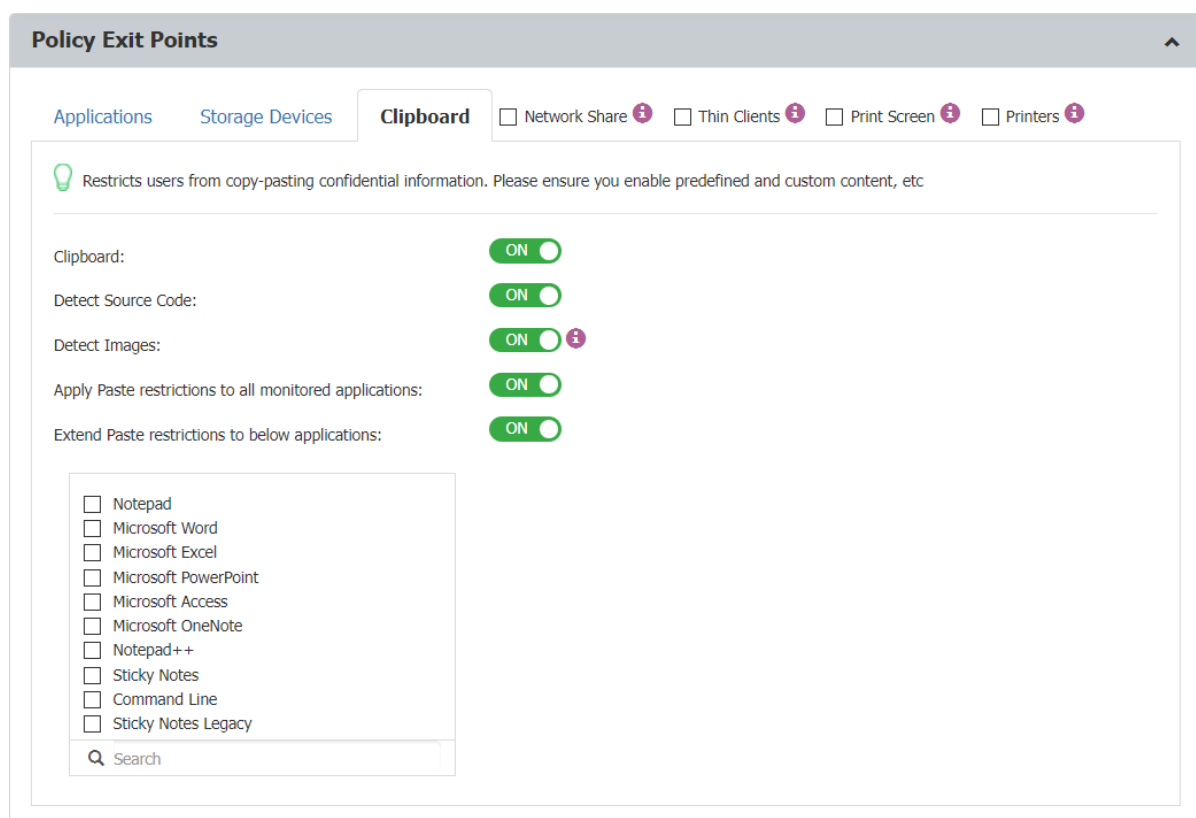 Policy Exit Points
Applications Storage Devices Clipboard Network Share Thin Clients Print Screen Printers
Restricts users from copy-pasting confidential information. Please ensure you enable predefined and custom content, etc
Clipboard: ON
Detect Source Code: ON
Detect Images: ON
Apply Paste restrictions to all monitored applications: ON
Extend Paste restrictions to below applications: ON
Notepad
Microsoft Word
Microsoft Excel
Microsoft PowerPoint
Microsoft Access
Microsoft OneNote
Notepad++
Sticky Notes
Command Line
Sticky Notes Legacy
Search